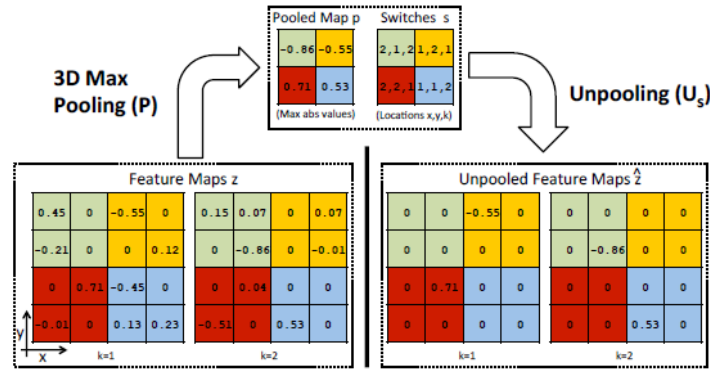 Pooled Map p
Switches s
-0.86 -0.55
2,1,2 1,2,1
0.71 0.53
2,2,1 1,1,2
(Max abs values)
(Locations x,y,k)
3D Max
Pooling (P)
Unpooling (Us)
Feature Maps z
0.45 0 -0.55 0
0.15 0.07 0 0.07
-0.21 0 0 0.12
0 -0.86 0 -0.01
0 0.71 -0.45 0
0 0.04 0 0
-0.01 0 0.13 0.23
-0.51 0 0.53 0
y
x
k=1
k=2
Unpooled Feature Maps ẑ
0 0 -0.55 0
0 0 0 0
0 0 0 0
0 -0.86 0 0
0 0.71 0 0
0 0 0 0
0 0 0 0
0 0 0.53 0
k=1
k=2